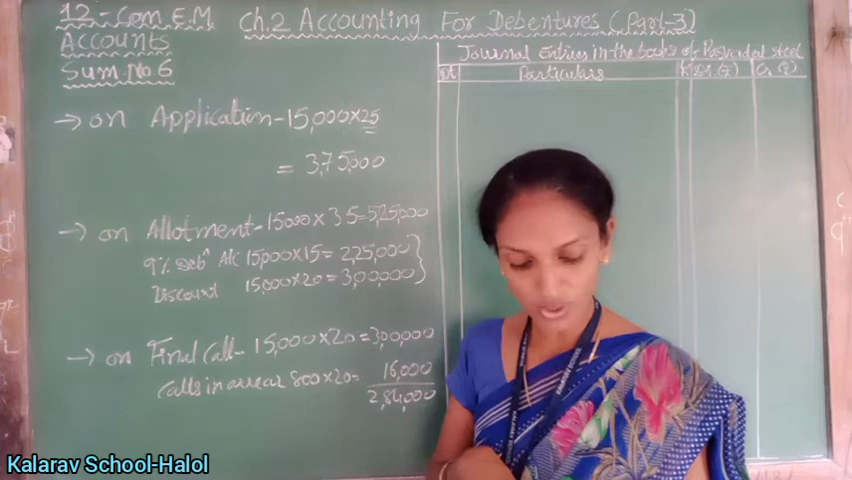 12-Com E.M Ch.2 Accounting For Debentures (Part-3)
ACCOUNTS
Sum No 6
→ on Application-15,000×25
= 3,75,000
→ on Allotment-15000×35=5,25,000
9% Deb A/c 15,000×15=2,25,000
Discount 15,000×20=3,00,000
→ on Final Call- 15,000×20=3,00,000
Calls in arrear 800×20= 16,000
2,84,000
Journal Entries in the books of steel
Particulars Dr (₹) Cr (₹)
Kalarav School-Halol